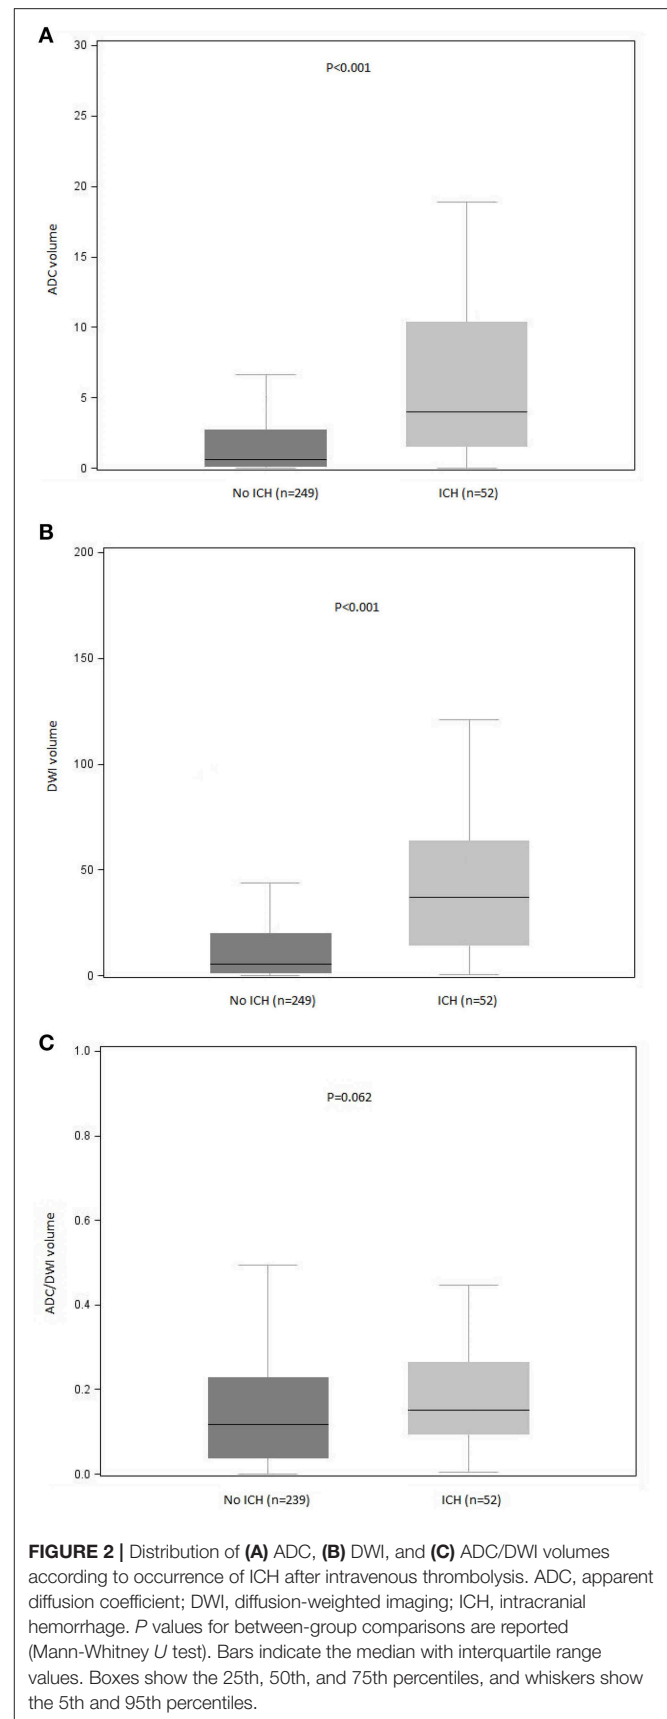 A
P<0.001
30
25
20
15
10
5
0
ADC volume
No ICH (n=249) ICH (n=52)
B
P<0.001
200
150
100
50
0
DWI volume
No ICH (n=249) ICH (n=52)
C
P=0.062
1.0
0.8
0.6
0.4
0.2
0.0
ADC/DWI volume
No ICH (n=239) ICH (n=52)
FIGURE 2 | Distribution of (A) ADC, (B) DWI, and (C) ADC/DWI volumes
according to occurrence of ICH after intravenous thrombolysis. ADC, apparent
diffusion coefficient; DWI, diffusion-weighted imaging; ICH, intracranial
hemorrhage. P values for between-group comparisons are reported
(Mann-Whitney U test). Bars indicate the median with interquartile range
values. Boxes show the 25th, 50th, and 75th percentiles, and whiskers show
the 5th and 95th percentiles.